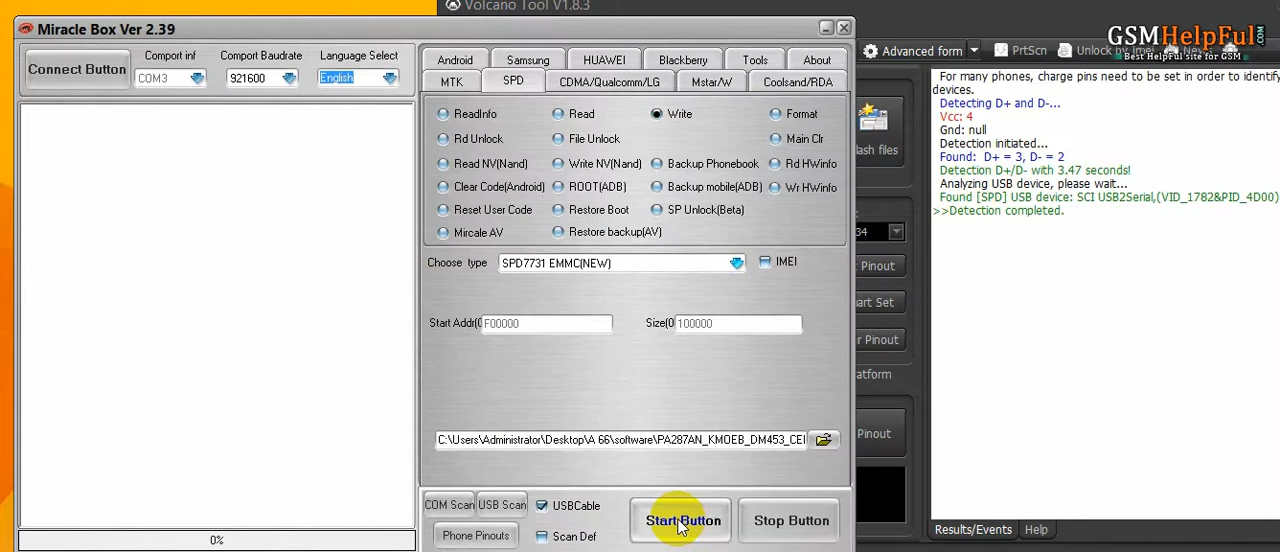 Volcano Tool V1.8.3
Miracle Box Ver 2.39
GSMHelpFul.COM
Best HelpFul site for GSM
Connect Button
Comport inf
COM3
Comport Baudrate
921600
Language Select
English
Android
Samsung
HUAWEI
Blackberry
Tools
About
MTK
SPD
CDMA/Qualcomm/LG
Mstar/W
Coolsand/RDA
ReadInfo
Read
Write
Format
Rd Unlock
File Unlock
Main Clr
Read NV(Nand)
Write NV(Nand)
Backup Phonebook
Rd HWinfo
Clear Code(Android)
ROOT(ADB)
Backup mobile(ADB)
Wr HWinfo
Reset User Code
Restore Boot
SP Unlock(Beta)
Mircale AV
Restore backup(AV)
Choose type
SPD7731 EMMC(NEW)
IMEI
Start Addr(0
F00000
Size(0
100000
C:\Users\Administrator\Desktop\A 66\software\PA287AN_KMOEB_DM453_CEI
COM Scan
USB Scan
USBCable
Phone Pinouts
Scan Def
Start Button
Stop Button
0%
Advanced form
PrtScn
Unlock by Imei
News
lash files
34
t Pinout
art Set
r Pinout
atform
Pinout
For many phones, charge pins need to be set in order to identify
devices.
Detecting D+ and D-...
Vcc: 4
Gnd: null
Detection initiated...
Found: D+ = 3, D- = 2
Detection D+/D- with 3.47 seconds!
Analyzing USB device, please wait...
Found [SPD] USB device: SCI USB2Serial,(VID_1782&PID_4D00)
>>Detection completed.
Results/Events
Help